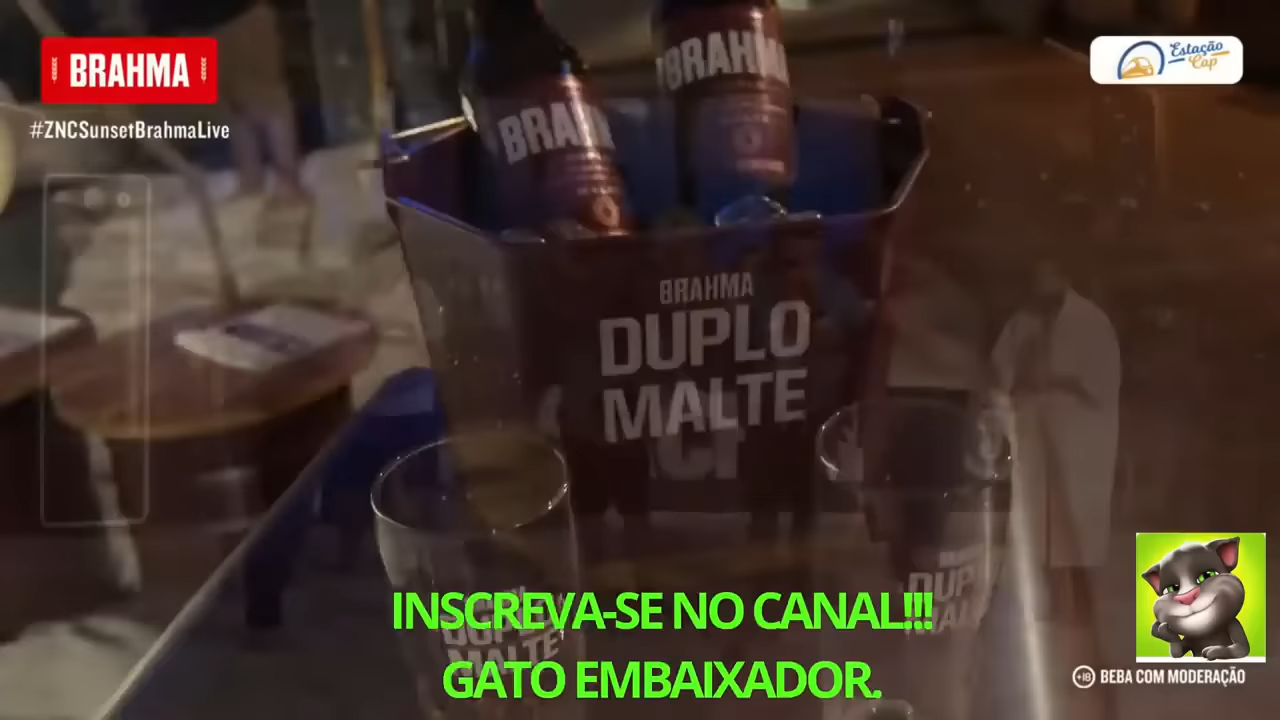 BRAHMA
#ZNCSunsetBrahmaLive
Estação
Cap
BRAHMA
BRAHMA
DUPLO
MALTE
DUPLO
MALTE
INSCREVA-SE NO CANAL!!!
GATO EMBAIXADOR.
+18 BEBA COM MODERAÇÃO